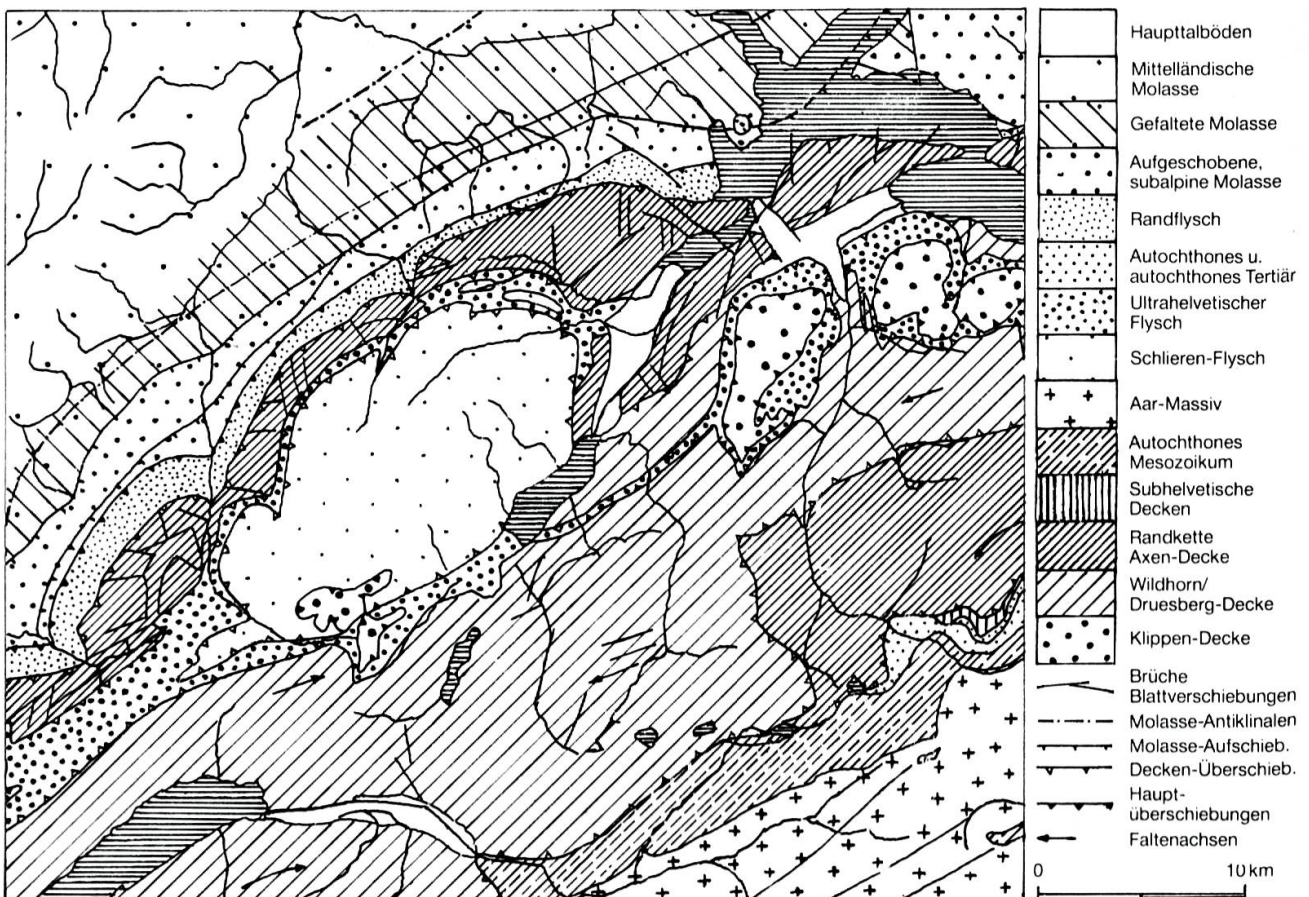 Haupttalböden
Mittelländische
Molasse
Gefaltete Molasse
Aufgeschobene,
subalpine Molasse
Randflysch
Autochthones u.
autochthones Tertiär
Ultrahelvetischer
Flysch
Schlieren-Flysch
Aar-Massiv
Autochthones
Mesozoikum
Subhelvetische
Decken
Randkette
Axen-Decke
Wildhorn/
Druesberg-Decke
Klippen-Decke
Brüche
Blattverschiebungen
Molasse-Antiklinalen
Molasse-Aufschieb.
Decken-Überschieb.
Haupt-
überschiebungen
Faltenachsen
0 10 km